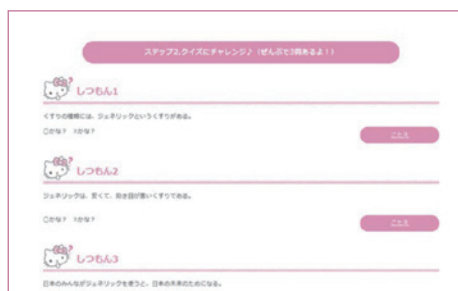 ステップ2.クイズにチャレンジ♪(ぜんぶで3問あるよ!)
しつもん1
くすりの種類には、ジェネリックというくすりがある。
○かな? ×かな?
こたえ
しつもん2
ジェネリックは、安くて、効き目が悪いくすりである。
○かな? ×かな?
こたえ
しつもん3
日本のみんながジェネリックを使うと、日本の未来のためになる。